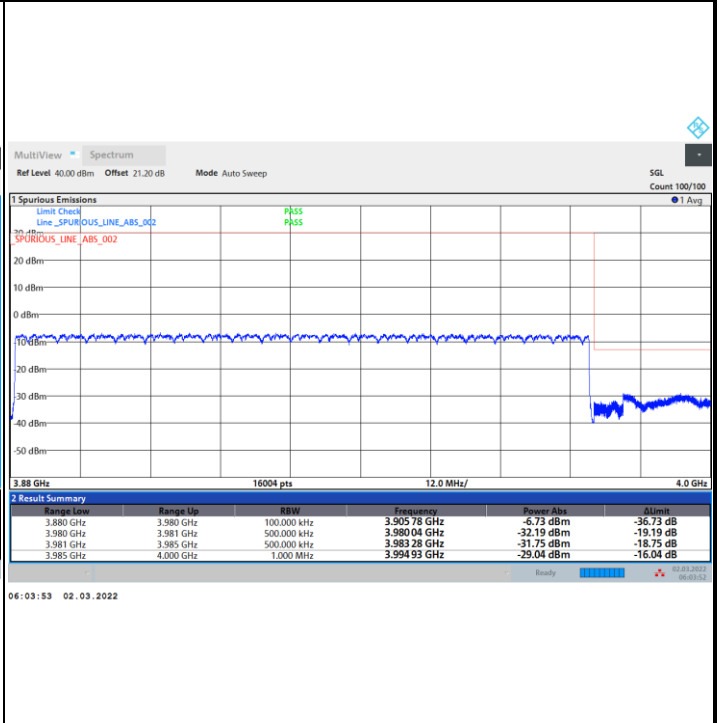 MultiView Spectrum
Ref Level 40.00 dBm Offset 21.20 dB Mode Auto Sweep SGL
Count 100/100
1 Spurious Emissions 1 Avg
Limit Check PASS
Line _SPURIOUS_LINE_ABS_002 PASS
30 dBm
_SPURIOUS_LINE_ABS_002
20 dBm
10 dBm
0 dBm
-10 dBm
-20 dBm
-30 dBm
-40 dBm
-50 dBm
3.88 GHz 16004 pts 12.0 MHz/ 4.0 GHz
2 Result Summary
Range Low Range Up RBW Frequency Power Abs ΔLimit
3.880 GHz 3.980 GHz 100.000 kHz 3.905 78 GHz -6.73 dBm -36.73 dB
3.980 GHz 3.981 GHz 500.000 kHz 3.980 04 GHz -32.19 dBm -19.19 dB
3.981 GHz 3.985 GHz 500.000 kHz 3.983 28 GHz -31.75 dBm -18.75 dB
3.985 GHz 4.000 GHz 1.000 MHz 3.994 93 GHz -29.04 dBm -16.04 dB
Ready 02.03.2022
06:03:52
06:03:53 02.03.2022